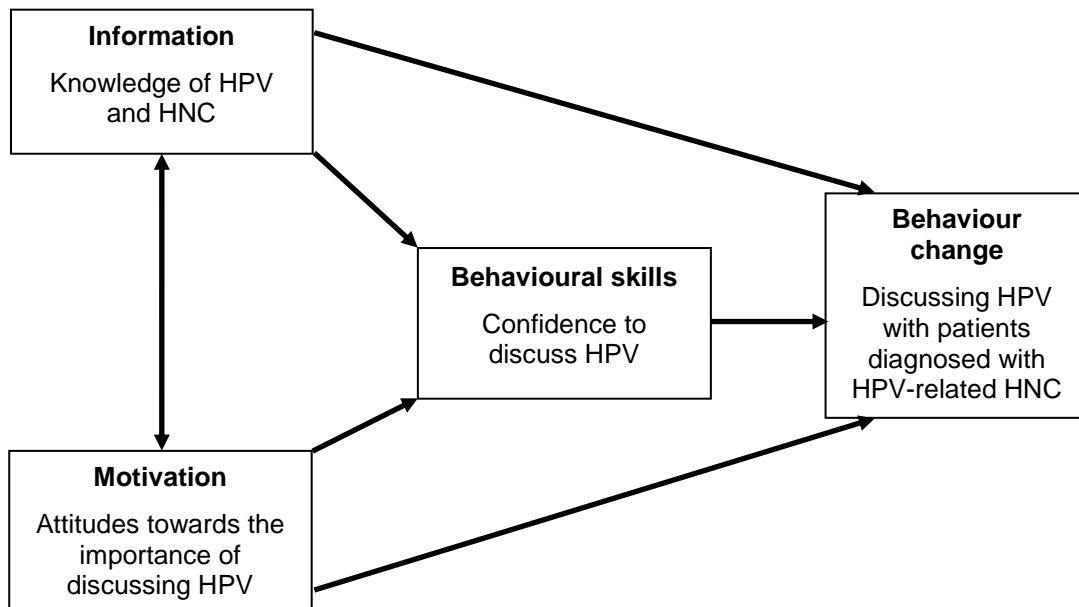 Information
Knowledge of HPV
and HNC
Behaviour
change
Discussing HPV
with patients
diagnosed with
HPV-related HNC
Behavioural skills
Confidence to
discuss HPV
Motivation
Attitudes towards the
importance of
discussing HPV